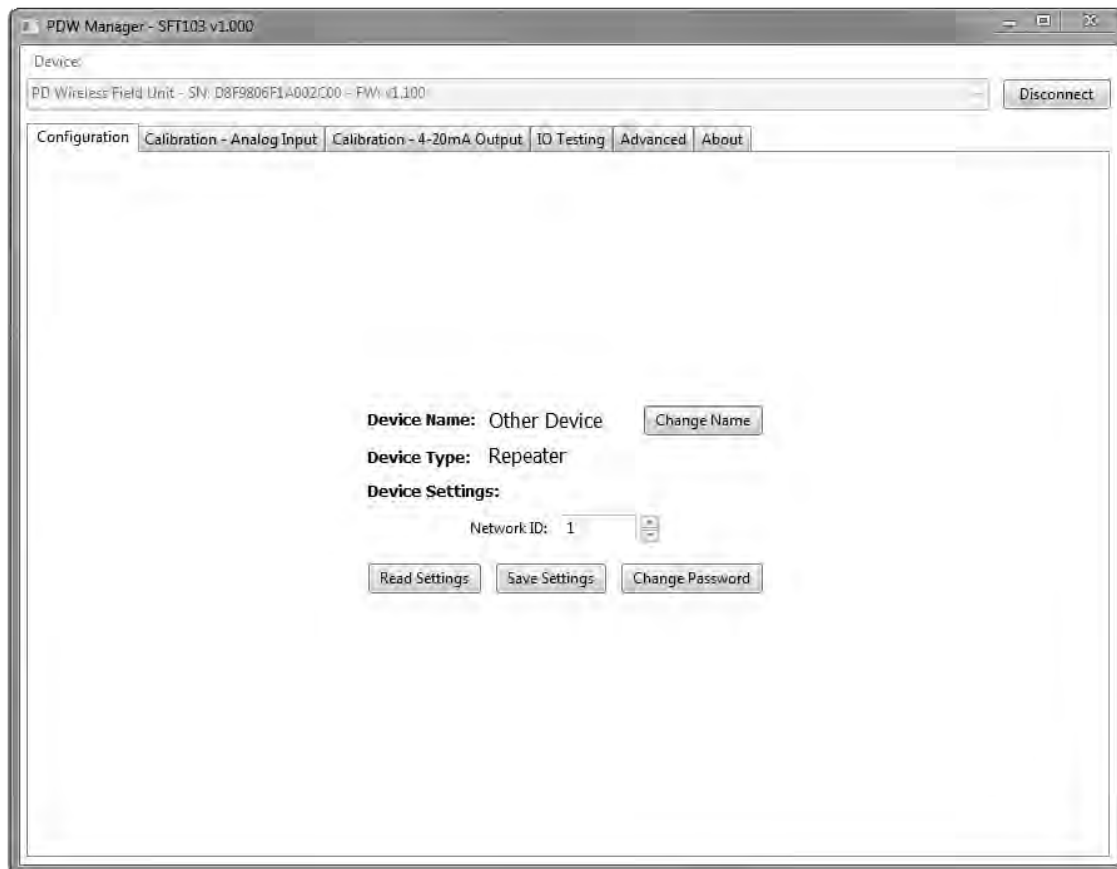 PDW Manager - SFT103 v1.000
Device:
PD Wireless Field Unit - SN: D8F9806F1A002C00 - FW: v1.100
Disconnect
Configuration Calibration - Analog Input Calibration - 4-20mA Output IO Testing Advanced About
Device Name: Other Device Change Name
Device Type: Repeater
Device Settings:
Network ID: 1
Read Settings Save Settings Change Password